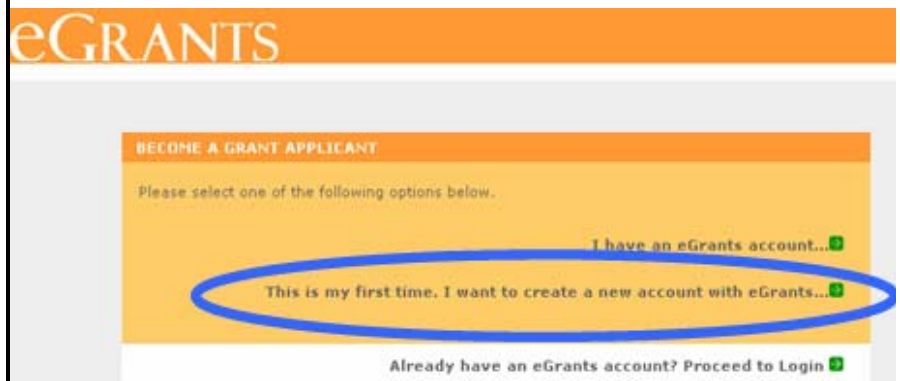 eGRANTS
BECOME A GRANT APPLICANT
Please select one of the following options below.
I have an eGrants account...
This is my first time. I want to create a new account with eGrants...
Already have an eGrants account? Proceed to Login